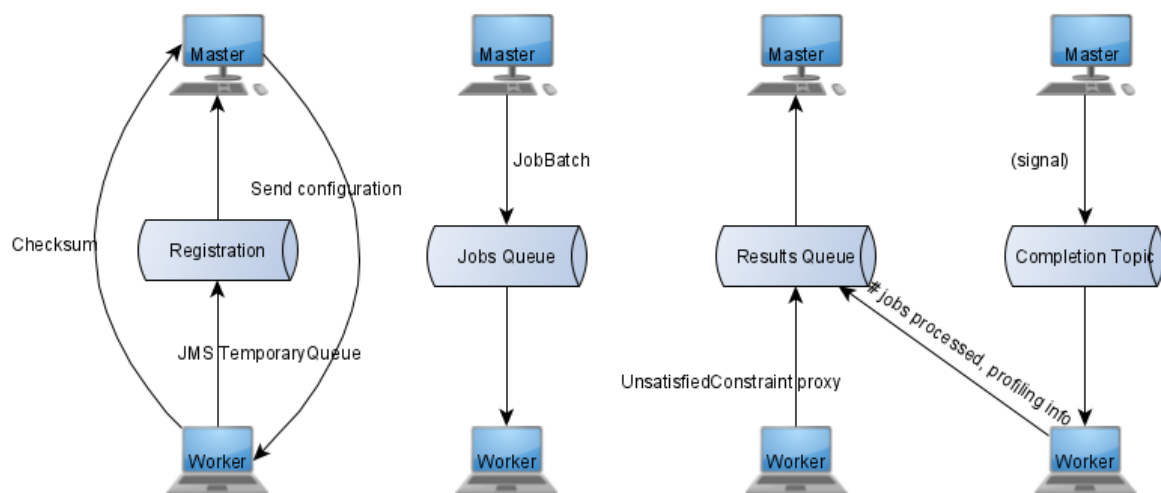 Master
Master
Master
Master
JobBatch
(signal)
Send configuration
Checksum
Registration
Jobs Queue
Results Queue
Completion Topic
# jobs processed, profiling info
JMS TemporaryQueue
UnsatisfiedConstraint proxy
Worker
Worker
Worker
Worker